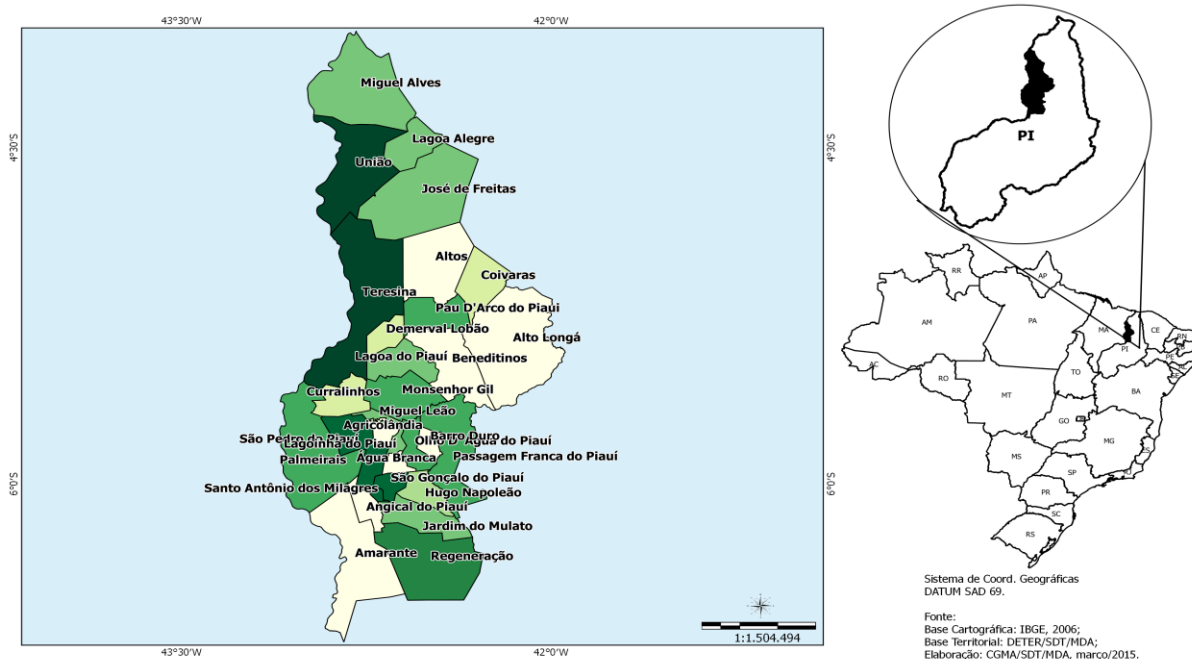 43°30'W
42°0'W
4°30'S
4°30'S
6°0'S
6°0'S
43°30'W
42°0'W
Miguel Alves
Lagoa Alegre
União
José de Freitas
Altos
Coivaras
Teresina
Pau D'Arco do Piauí
Demerval Lobão
Alto Longá
Lagoa do Piauí
Beneditinos
Curralinhos
Monsenhor Gil
Miguel Leão
Agricolândia
Barro Duro
São Pedro do Piauí
Lagoinha do Piauí
Olho D'Água do Piauí
Palmeirais
Água Branca
Passagem Franca do Piauí
São Gonçalo do Piauí
Santo Antônio dos Milagres
Hugo Napoleão
Angical do Piauí
Jardim do Mulato
Amarante
Regeneração
1:1.504.494
PI
RR
AP
AM
PA
MA
CE
RN
PI
PE
AC
TO
RO
BA
MT
GO
MG
MS
SP
RJ
PR
SC
RS
Sistema de Coord. Geográficas
DATUM SAD 69.
Fonte:
Base Cartográfica: IBGE, 2006;
Base Territorial: DETER/SDT/MDA;
Elaboração: CGMA/SDT/MDA, março/2015.